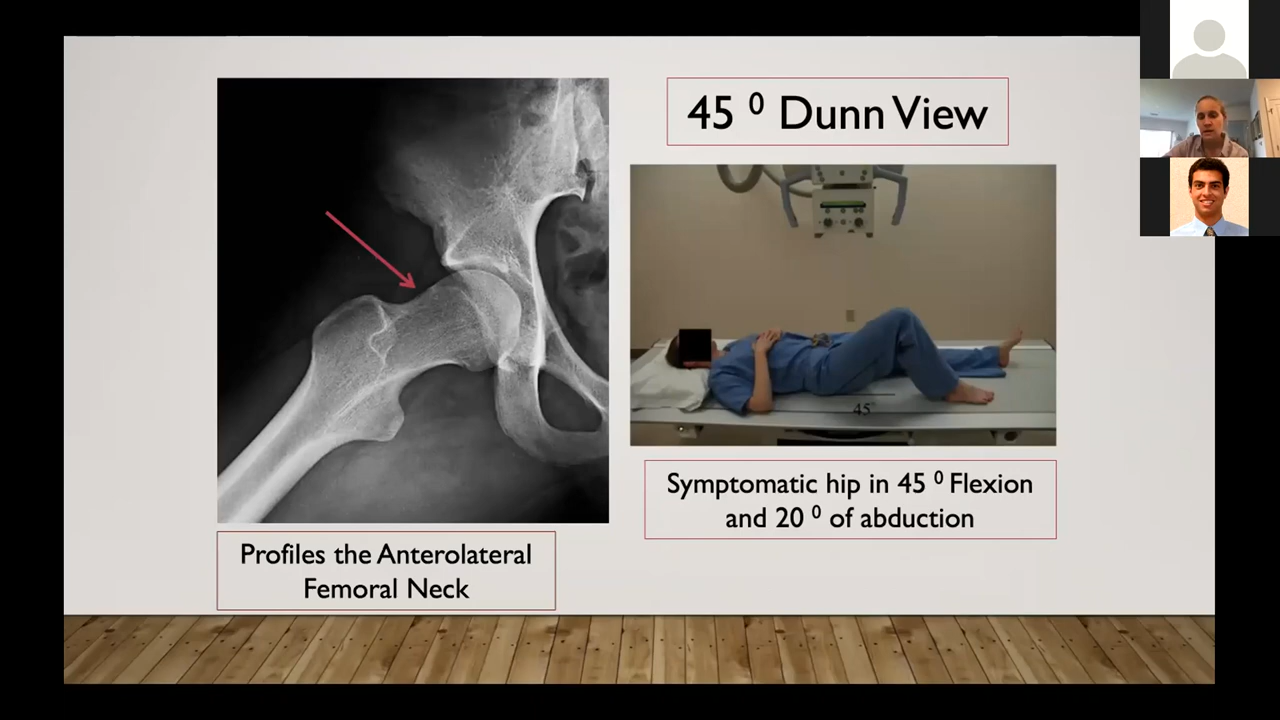 45 ⁰ Dunn View
45°
Symptomatic hip in 45 ⁰ Flexion
and 20 ⁰ of abduction
Profiles the Anterolateral
Femoral Neck